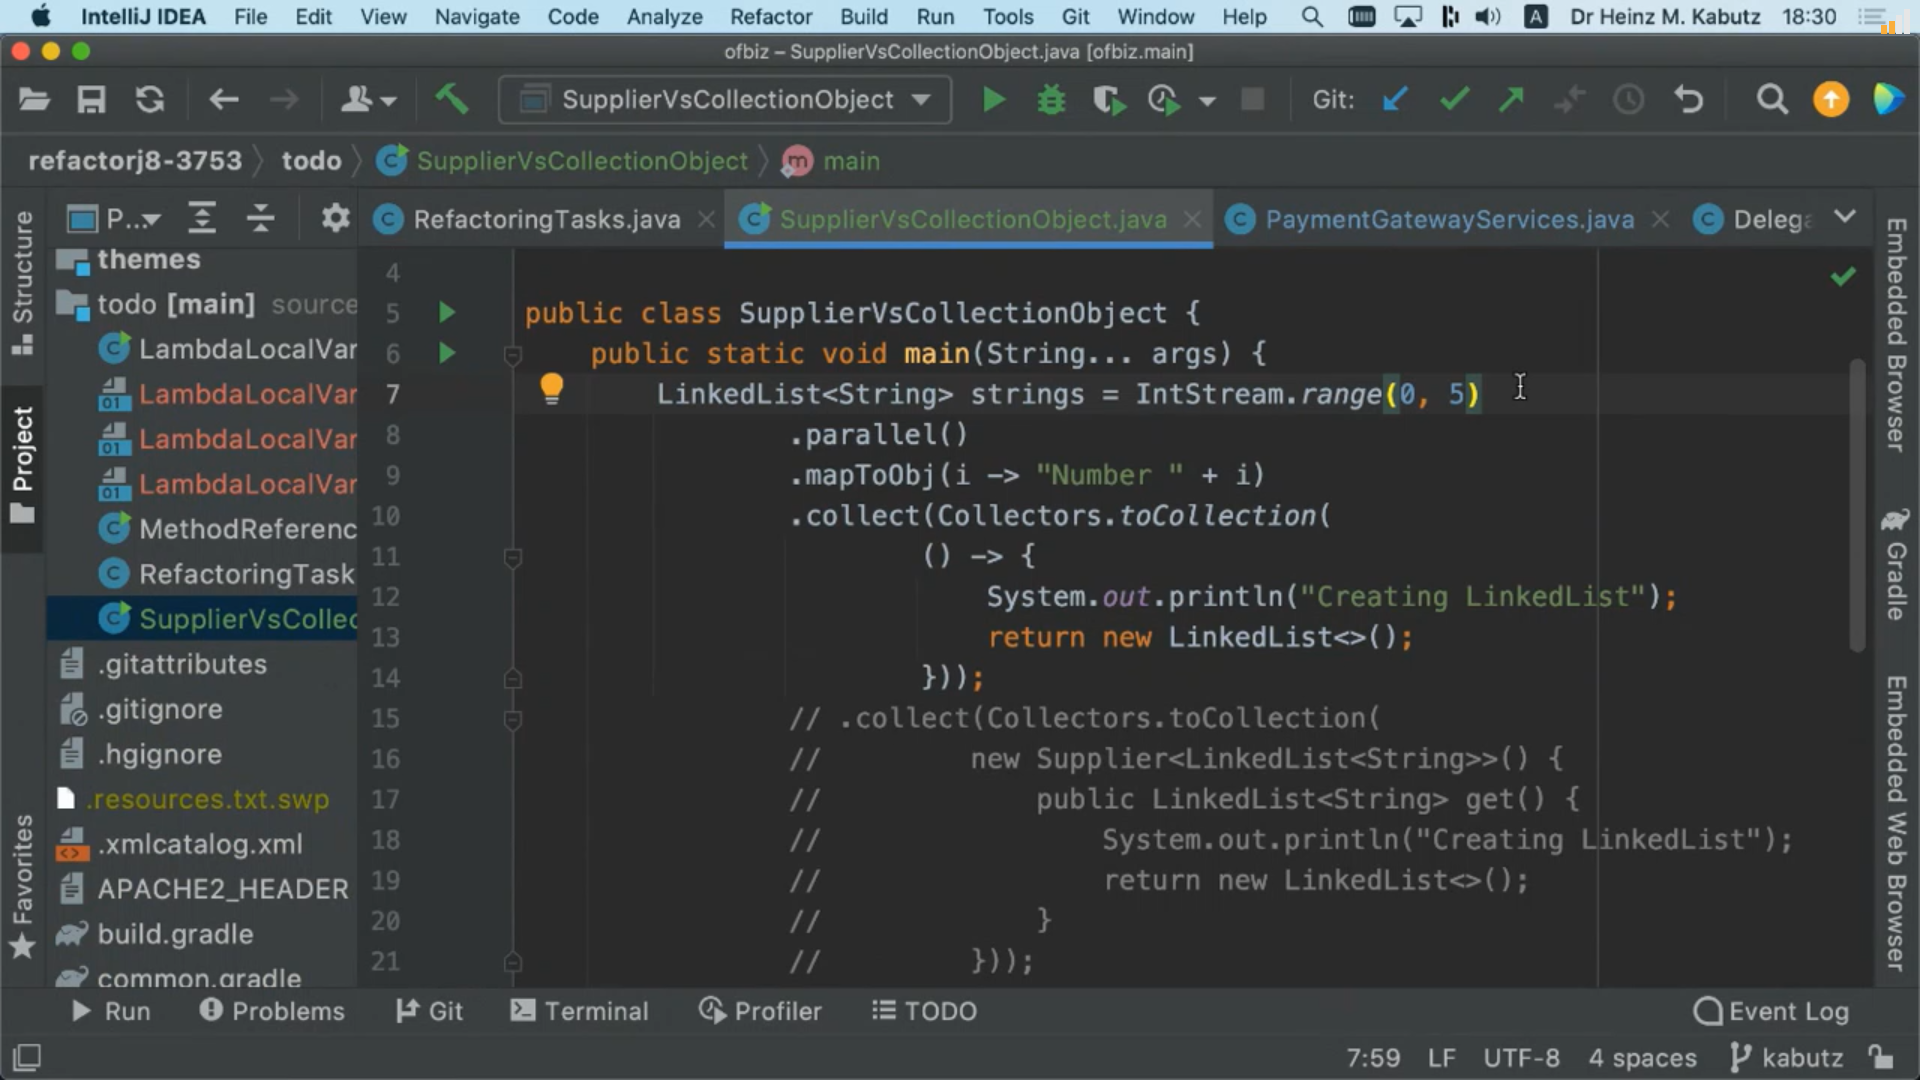 IntelliJ IDEA File Edit View Navigate Code Analyze Refactor Build Run Tools Git Window Help A Dr Heinz M. Kabutz 18:30
ofbiz – SupplierVsCollectionObject.java [ofbiz.main]
SupplierVsCollectionObject Git:
refactorj8-3753 todo SupplierVsCollectionObject main
P... RefactoringTasks.java SupplierVsCollectionObject.java PaymentGatewayServices.java Delega
Structure
Project
Favorites
themes
todo [main] source
LambdaLocalVar
LambdaLocalVar
LambdaLocalVar
LambdaLocalVar
MethodReferenc
RefactoringTask
SupplierVsCollec
.gitattributes
.gitignore
.hgignore
.resources.txt.swp
.xmlcatalog.xml
APACHE2_HEADER
build.gradle
common.gradle
4
5 public class SupplierVsCollectionObject {
6 public static void main(String... args) {
7 LinkedList<String> strings = IntStream.range(0, 5)
8 .parallel()
9 .mapToObj(i -> "Number " + i)
10 .collect(Collectors.toCollection(
11 () -> {
12 System.out.println("Creating LinkedList");
13 return new LinkedList<>();
14 }));
15 // .collect(Collectors.toCollection(
16 // new Supplier<LinkedList<String>>() {
17 // public LinkedList<String> get() {
18 // System.out.println("Creating LinkedList");
19 // return new LinkedList<>();
20 // }
21 // }));
Embedded Browser
Gradle
Embedded Web Browser
Run Problems Git Terminal Profiler TODO Event Log
7:59 LF UTF-8 4 spaces kabutz